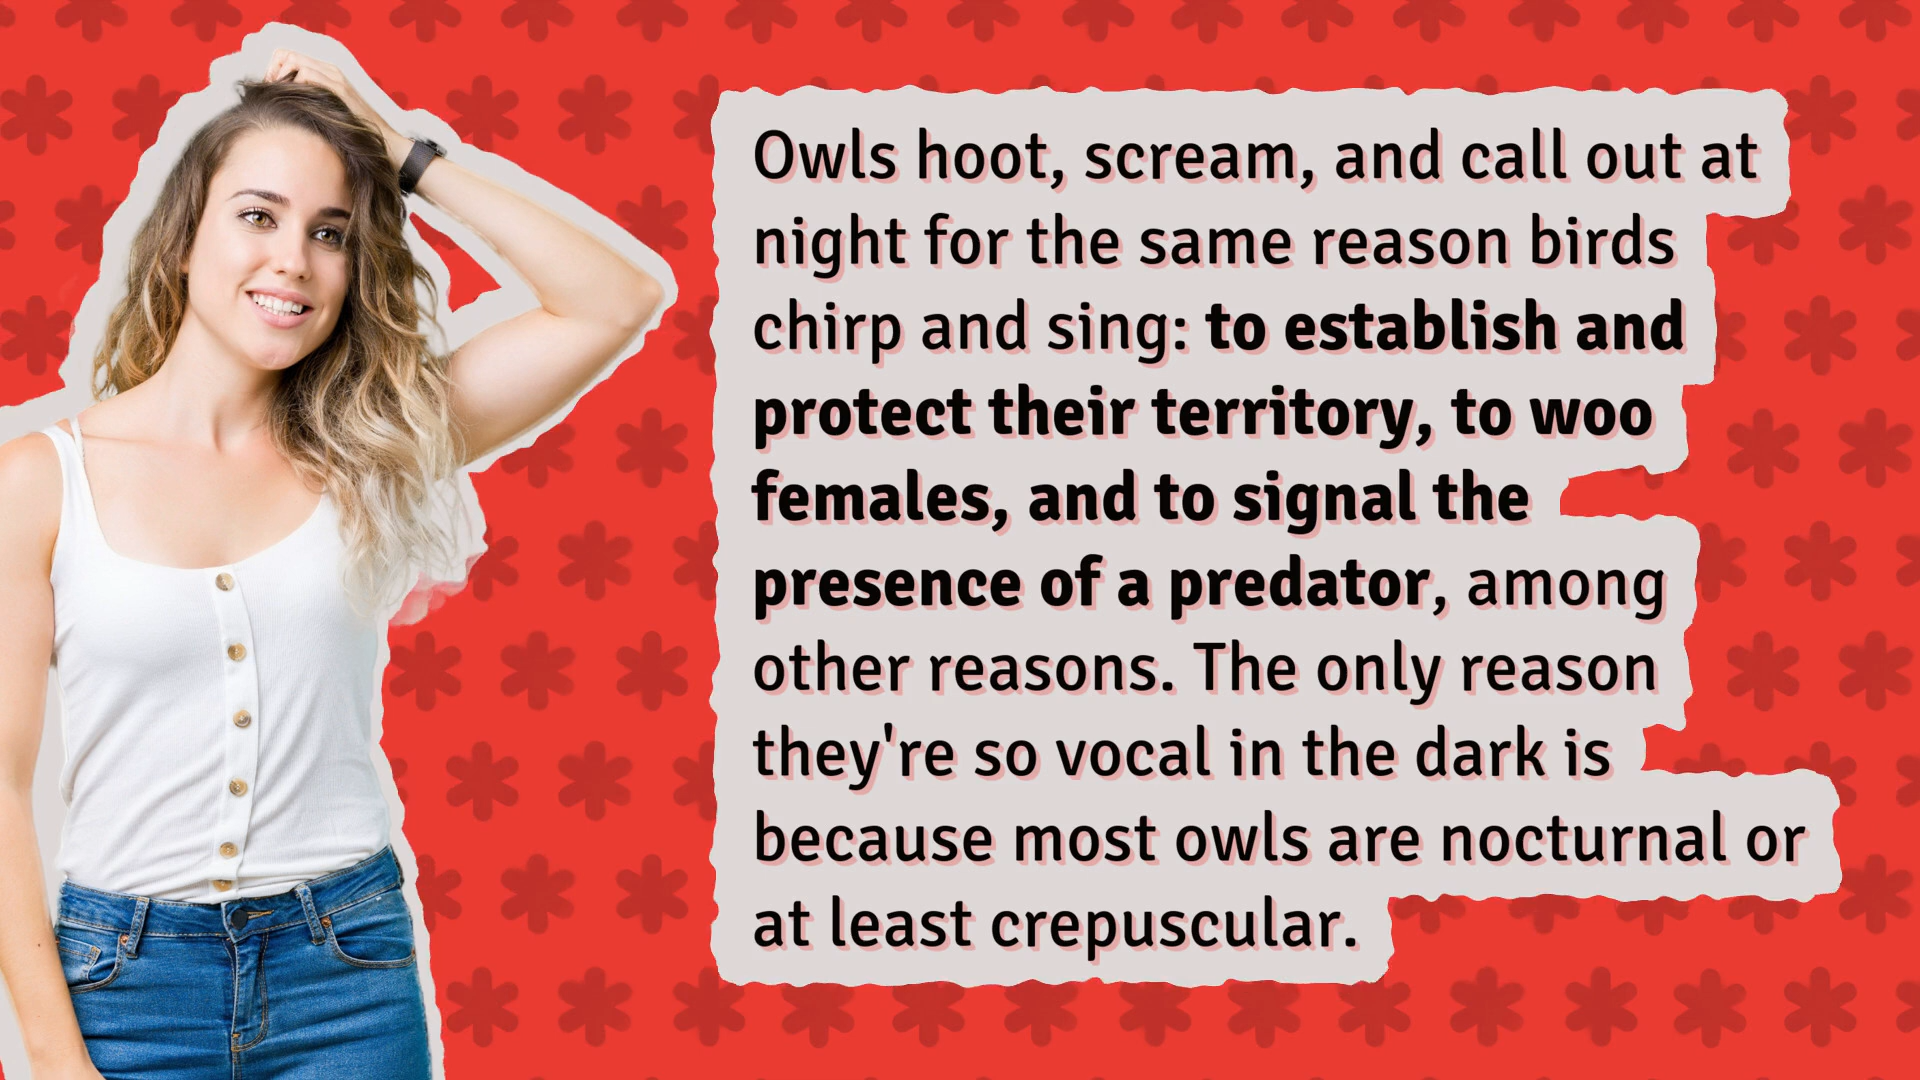 Owls hoot, scream, and call out at
night for the same reason birds
chirp and sing: to establish and
protect their territory, to woo
females, and to signal the
presence of a predator, among
other reasons. The only reason
they're so vocal in the dark is
because most owls are nocturnal or
at least crepuscular.